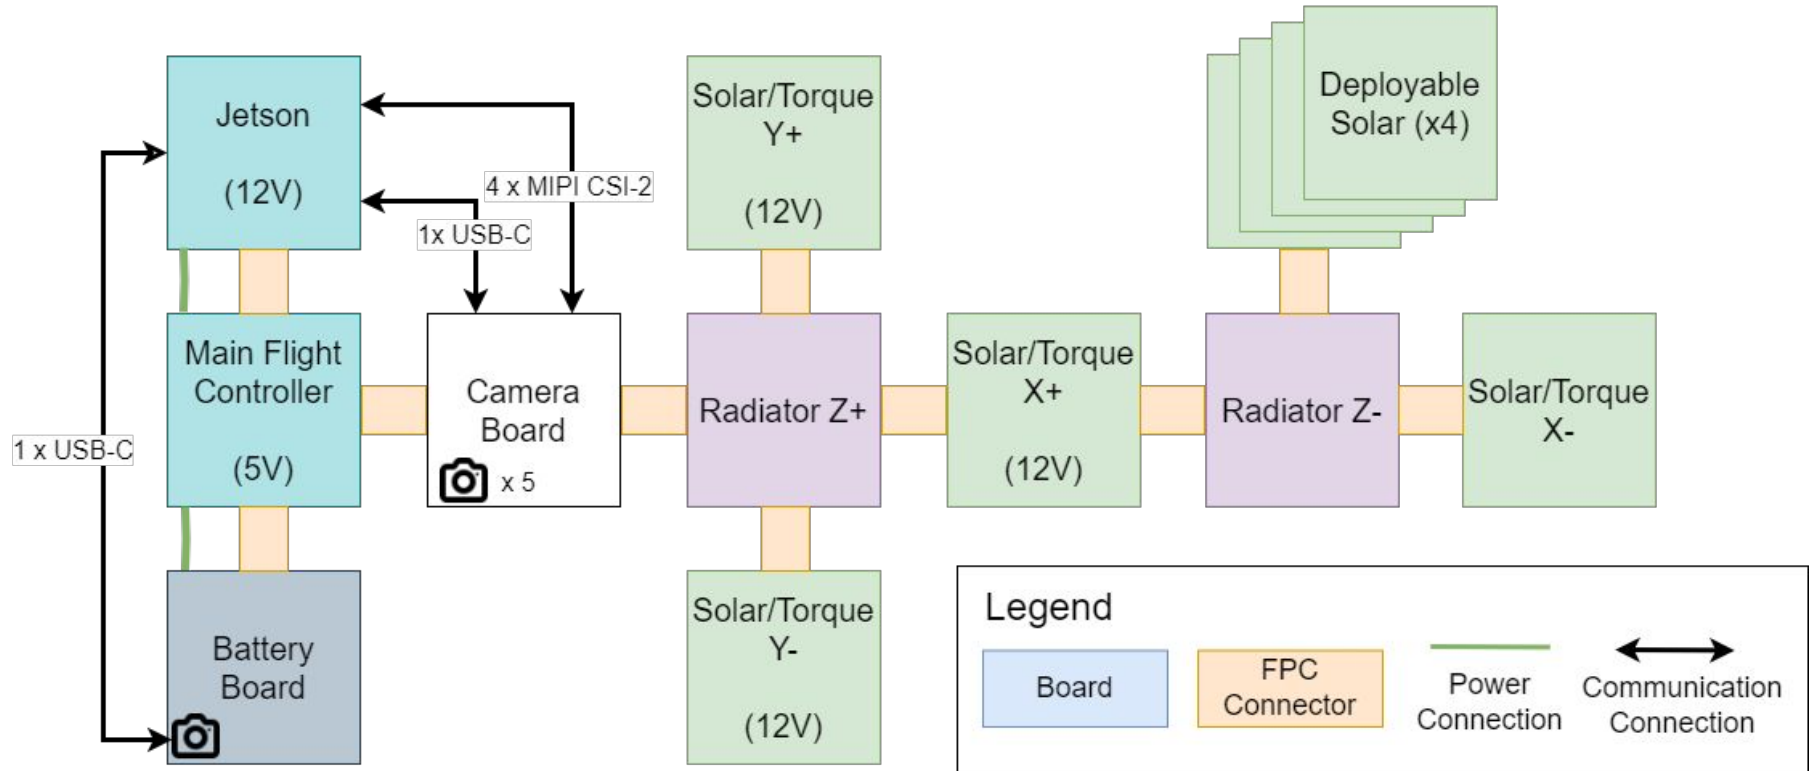 Jetson
(12V)
4 x MIPI CSI-2
1x USB-C
1 x USB-C
Main Flight
Controller
(5V)
Battery
Board
Camera
Board
x 5
Solar/Torque
Y+
(12V)
Radiator Z+
Solar/Torque
Y-
(12V)
Solar/Torque
X+
(12V)
Deployable
Solar (x4)
Radiator Z-
Solar/Torque
X-
Legend
Board
FPC
Connector
Power
Connection
Communication
Connection